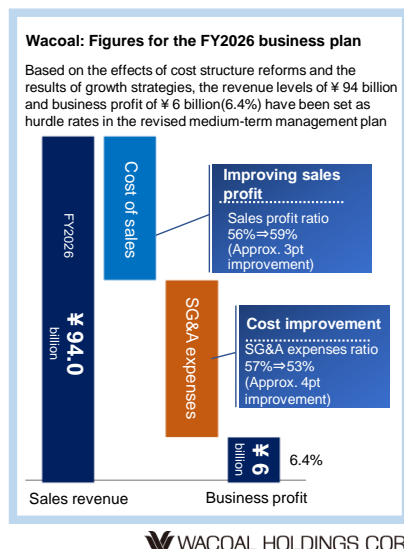 Wacoal: Figures for the FY2026 business plan
Based on the effects of cost structure reforms and the
results of growth strategies, the revenue levels of ¥ 94 billion
and business profit of ¥ 6 billion(6.4%) have been set as
hurdle rates in the revised medium-term management plan
FY2026
¥ 94.0
billion
Cost of sales
Improving sales
profit
Sales profit ratio
56%⇒59%
(Approx. 3pt
improvement)
SG&A expenses
Cost improvement
SG&A expenses ratio
57%⇒53%
(Approx. 4pt
improvement)
¥ 6
billion
6.4%
Sales revenue
Business profit
WACOAL HOLDINGS COR